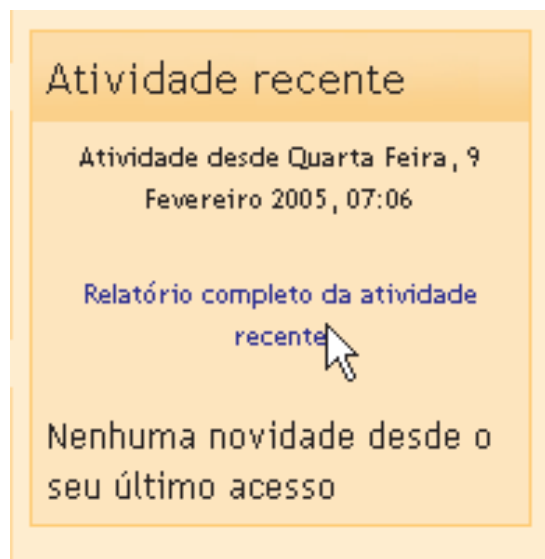 Atividade recente
Atividade desde Quarta Feira, 9
Fevereiro 2005, 07:06
Relatório completo da atividade
recente
Nenhuma novidade desde o
seu último acesso